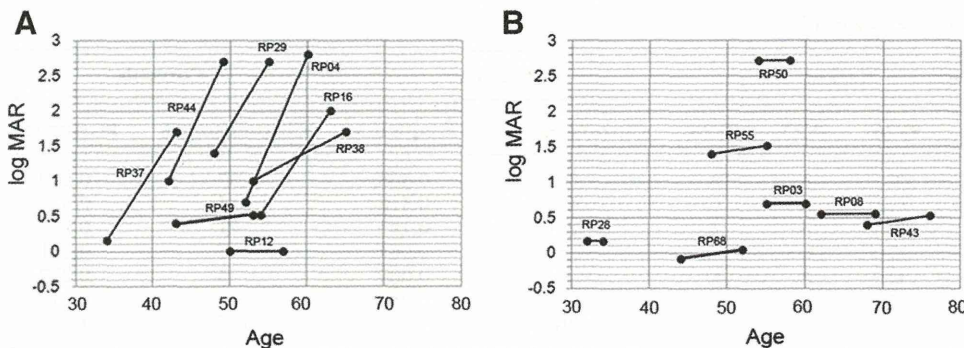 A
log MAR
3
2.5
2
1.5
1
0.5
0
-0.5
30 40 50 60 70 80
Age
RP29
RP04
RP44
RP16
RP37
RP38
RP49
RP12
B
log MAR
3
2.5
2
1.5
1
0.5
0
-0.5
30 40 50 60 70 80
Age
RP50
RP55
RP03
RP08
RP28
RP43
RP68